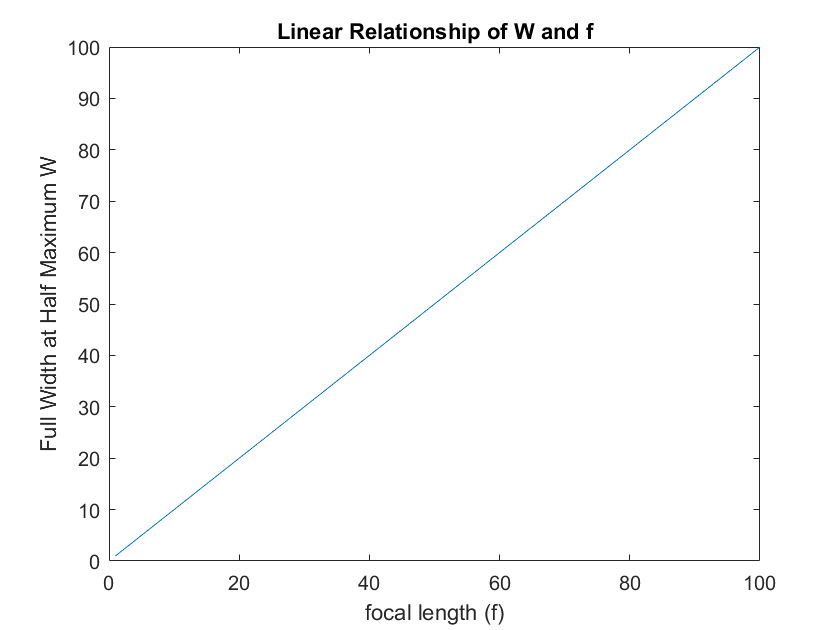 Linear Relationship of W and f
100
90
80
70
60
50
40
30
20
10
0
Full Width at Half Maximum W
0 20 40 60 80 100
focal length (f)